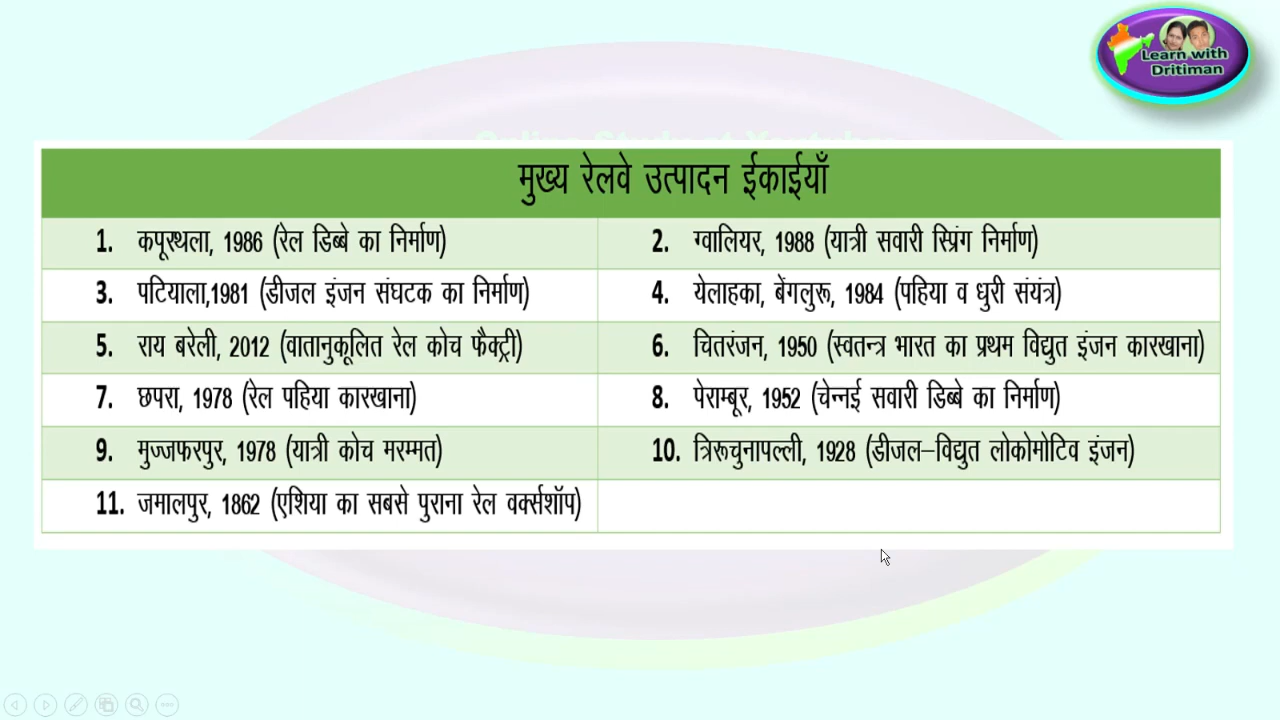 Learn with
Dritiman
मुख्य रेलवे उत्पादन ईकाईयाँ
1. कपूरथला, 1986 (रेल डिब्बे का निर्माण)
2. ग्वालियर, 1988 (यात्री सवारी स्प्रिंग निर्माण)
3. पटियाला,1981 (डीजल इंजन संघटक का निर्माण)
4. येलाहका, बेंगलुरू, 1984 (पहिया व धुरी संयंत्र)
5. राय बरेली, 2012 (वातानुकूलित रेल कोच फैक्ट्री)
6. चितरंजन, 1950 (स्वतन्त्र भारत का प्रथम विद्युत इंजन कारखाना)
7. छपरा, 1978 (रेल पहिया कारखाना)
8. पेराम्बूर, 1952 (चेन्नई सवारी डिब्बे का निर्माण)
9. मुज्जफरपुर, 1978 (यात्री कोच मरम्मत)
10. त्रिरूचुनापल्ली, 1928 (डीजल–विद्युत लोकोमोटिव इंजन)
11. जमालपुर, 1862 (एशिया का सबसे पुराना रेल वर्क्सशॉप)